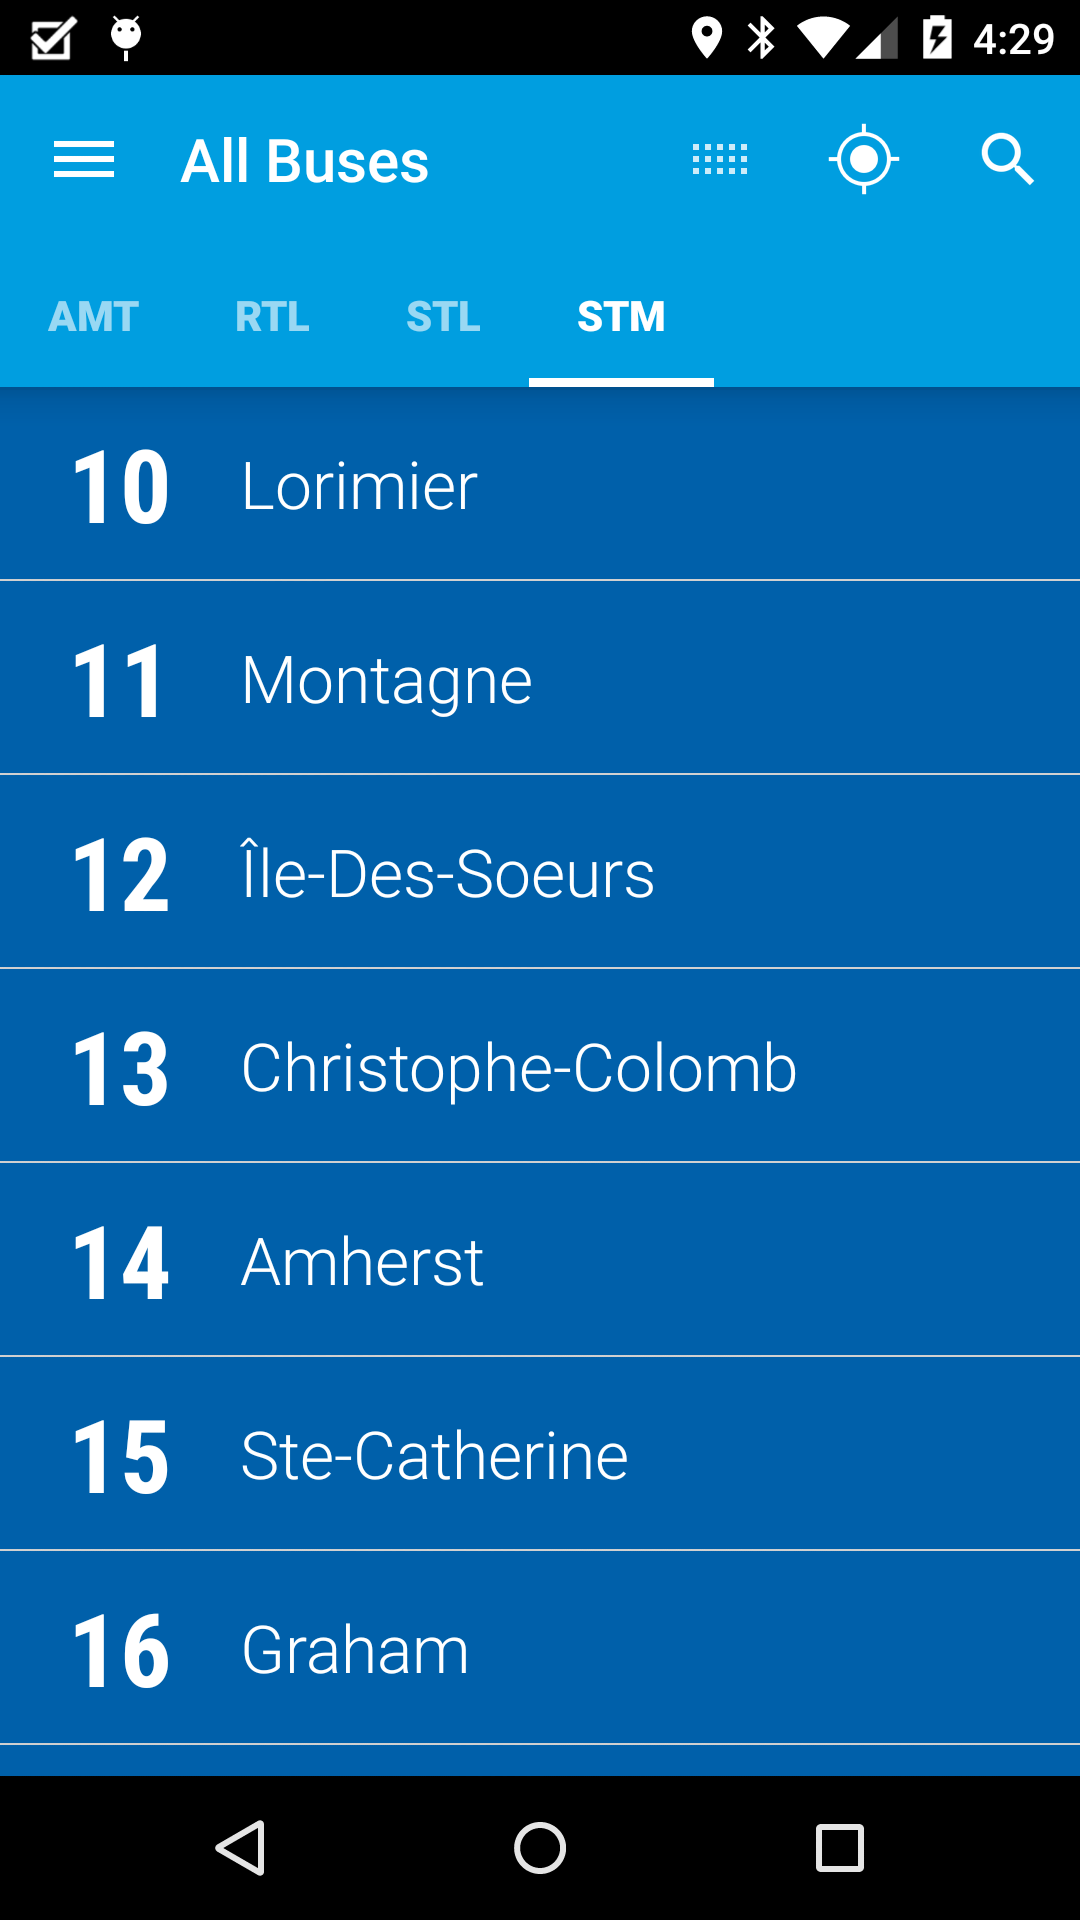 4:29
All Buses
AMT RTL STL STM
10 Lorimier
11 Montagne
12 Île-Des-Soeurs
13 Christophe-Colomb
14 Amherst
15 Ste-Catherine
16 Graham